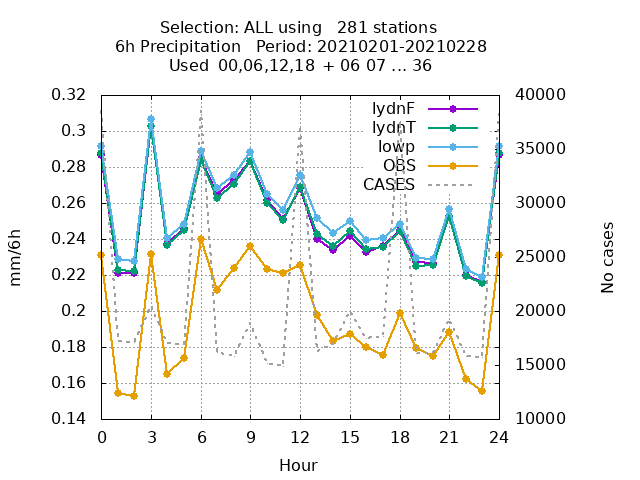 Selection: ALL using   281 stations
6h Precipitation   Period: 20210201-20210228
Used  00,06,12,18  + 06 07 ... 36
lydnF
lydnT
lowp
OBS
CASES
0.32
0.3
0.28
0.26
0.24
0.22
0.2
0.18
0.16
0.14
40000
35000
30000
25000
20000
15000
10000
mm/6h
No cases
0 3 6 9 12 15 18 21 24
Hour